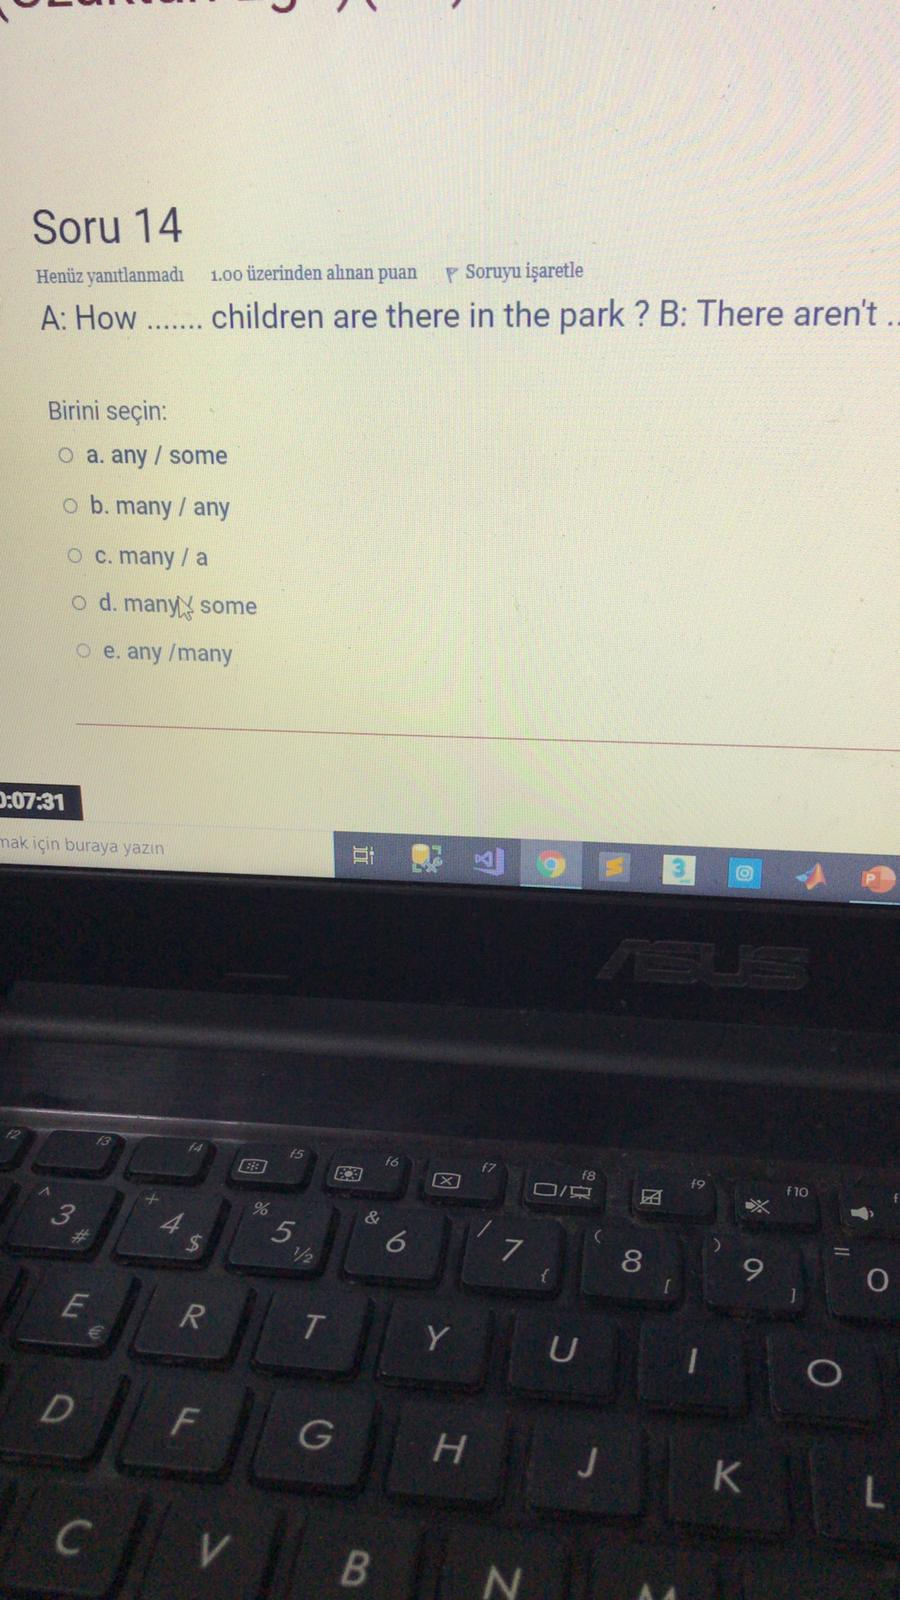 Soru 14
Henüz yanıtlanmadı 1.00 üzerinden alınan puan Soruyu işaretle
A: How ....... children are there in the park ? B: There aren't ..
Birini seçin:
a. any / some
b. many / any
c. many / a
d. many / some
e. any /many
0:07:31
mak için buraya yazın
3
P
ASUS
f2 f3 f4 f5 f6 f7 f8 f9 f10 f
^ 3 # + 4 $ % 5 ½ & 6 / 7 { ( 8 [ ) 9 ] = 0
E € R T Y U I O
D F G H J K L
C V B N M